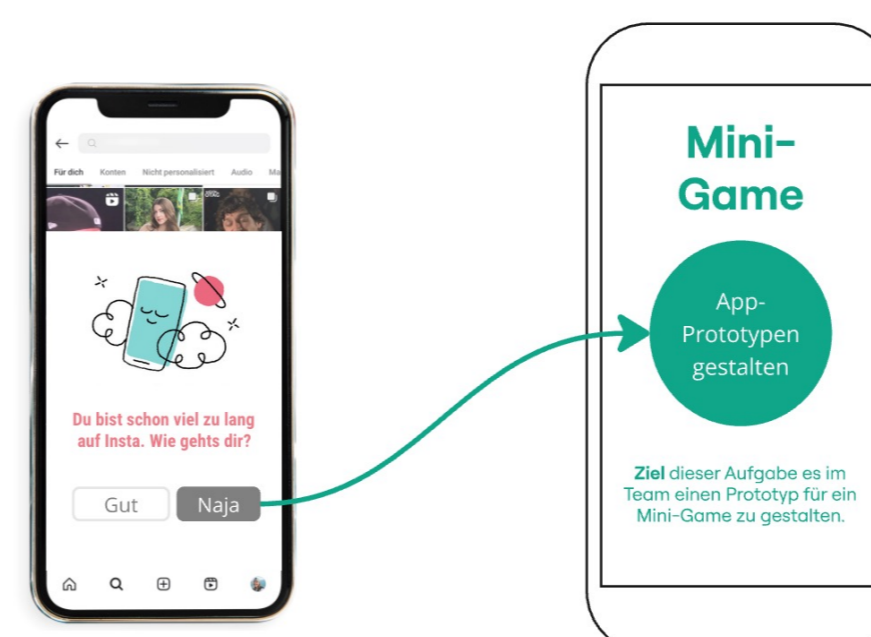 Für dich Konten Nicht personalisiert Audio Ma
Du bist schon viel zu lang
auf Insta. Wie gehts dir?
Gut Naja
Mini-
Game
App-
Prototypen
gestalten
Ziel dieser Aufgabe es im
Team einen Prototyp für ein
Mini-Game zu gestalten.